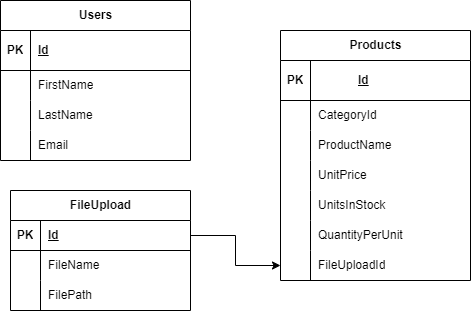 Users
PK Id
FirstName
LastName
Email
Products
PK Id
CategoryId
ProductName
UnitPrice
UnitsInStock
QuantityPerUnit
FileUploadId
FileUpload
PK Id
FileName
FilePath